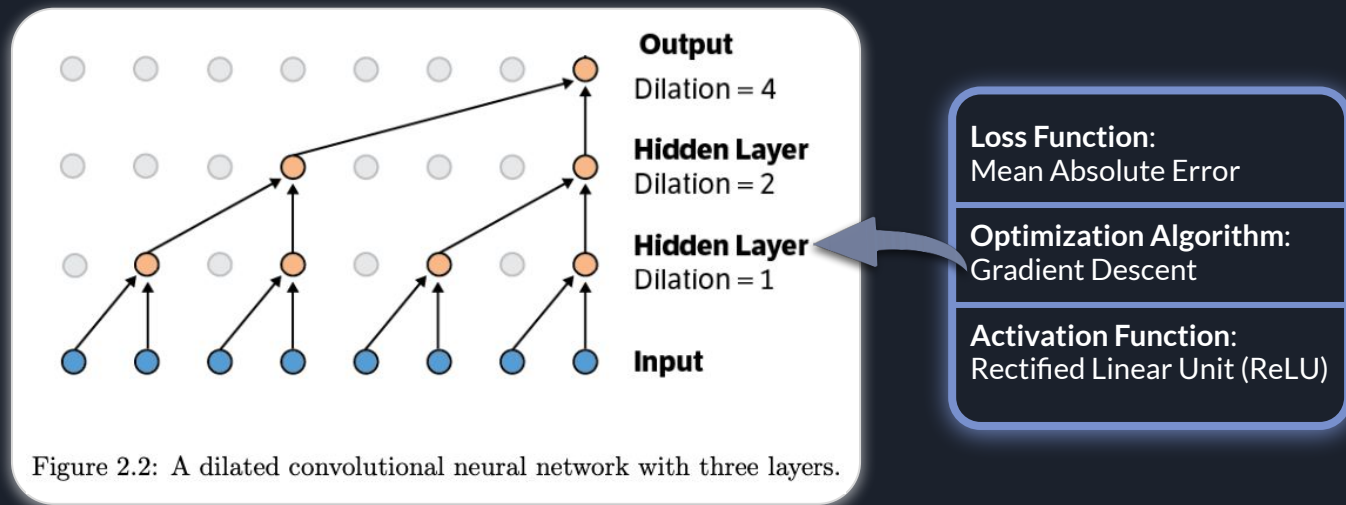 Output
Dilation = 4
Hidden Layer
Dilation = 2
Hidden Layer
Dilation = 1
Input
Figure 2.2: A dilated convolutional neural network with three layers.
Loss Function:
Mean Absolute Error
Optimization Algorithm:
Gradient Descent
Activation Function:
Rectified Linear Unit (ReLU)